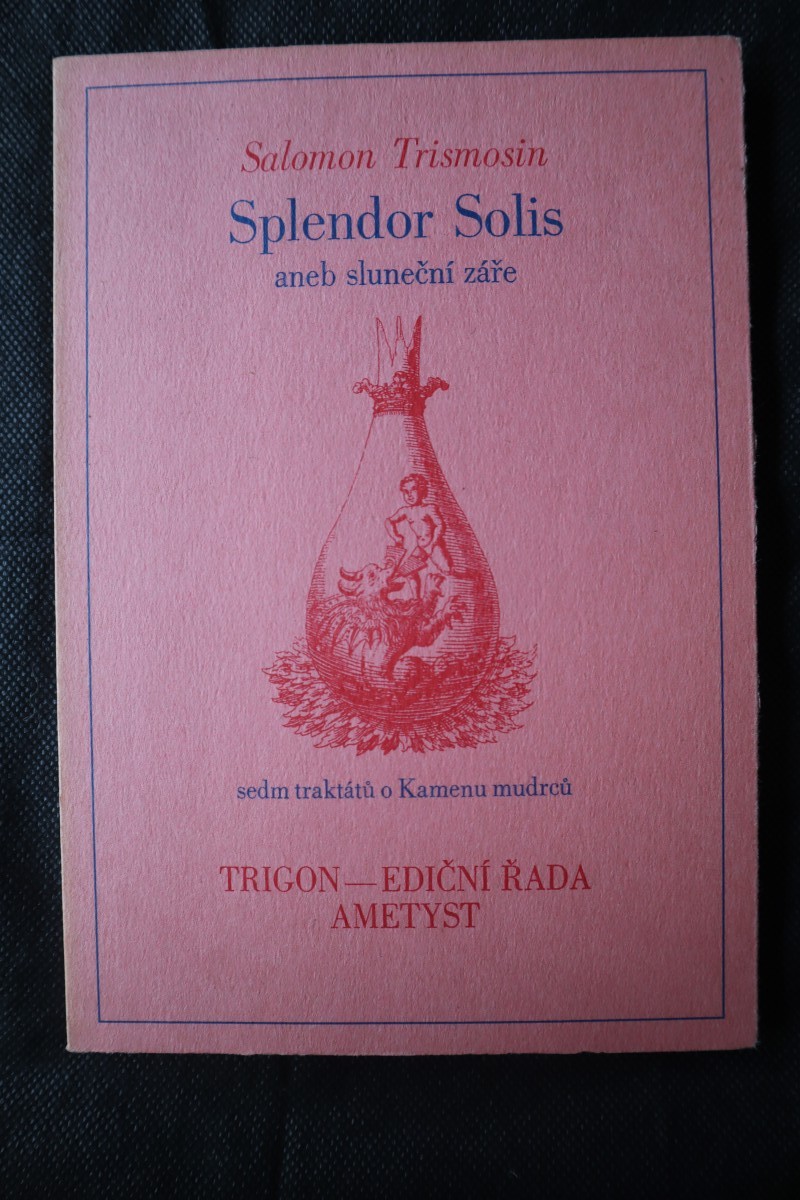 Salomon Trismosin
Splendor Solis
aneb sluneční záře
sedm traktátů o Kamenu mudrců
TRIGON—EDIČNÍ ŘADA
AMETYST